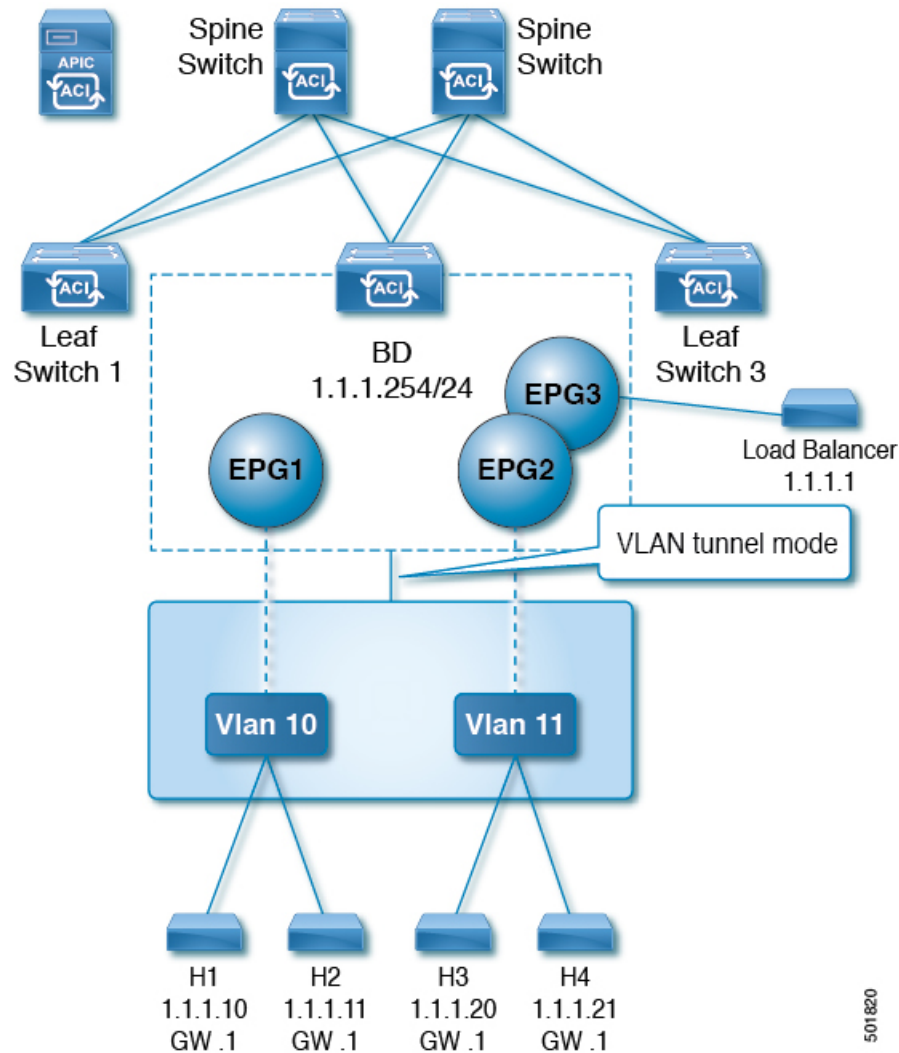 APIC
ACI
Spine
Switch
ACI
Spine
Switch
ACI
ACI
Leaf
Switch 1
ACI
ACI
Leaf
Switch 3
BD
1.1.1.254/24
EPG1
EPG3
EPG2
Load Balancer
1.1.1.1
VLAN tunnel mode
Vlan 10
Vlan 11
H1
1.1.1.10
GW .1
H2
1.1.1.11
GW .1
H3
1.1.1.20
GW .1
H4
1.1.1.21
GW .1
501820